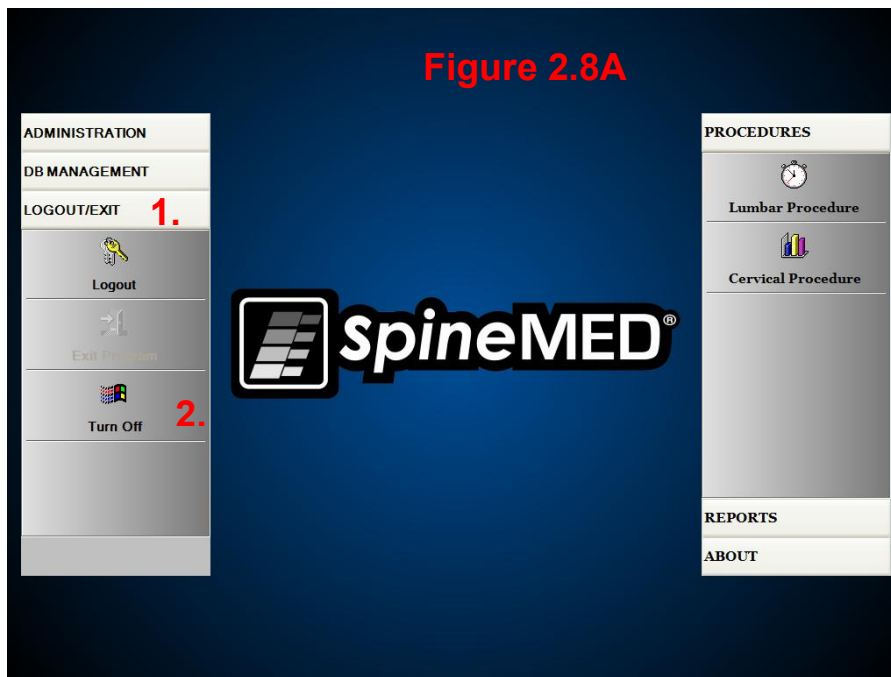 Figure 2.8A
ADMINISTRATION
DB MANAGEMENT
LOGOUT/EXIT 1.
Logout
Exit Program
Turn Off 2.
SpineMED®
PROCEDURES
Lumbar Procedure
Cervical Procedure
REPORTS
ABOUT